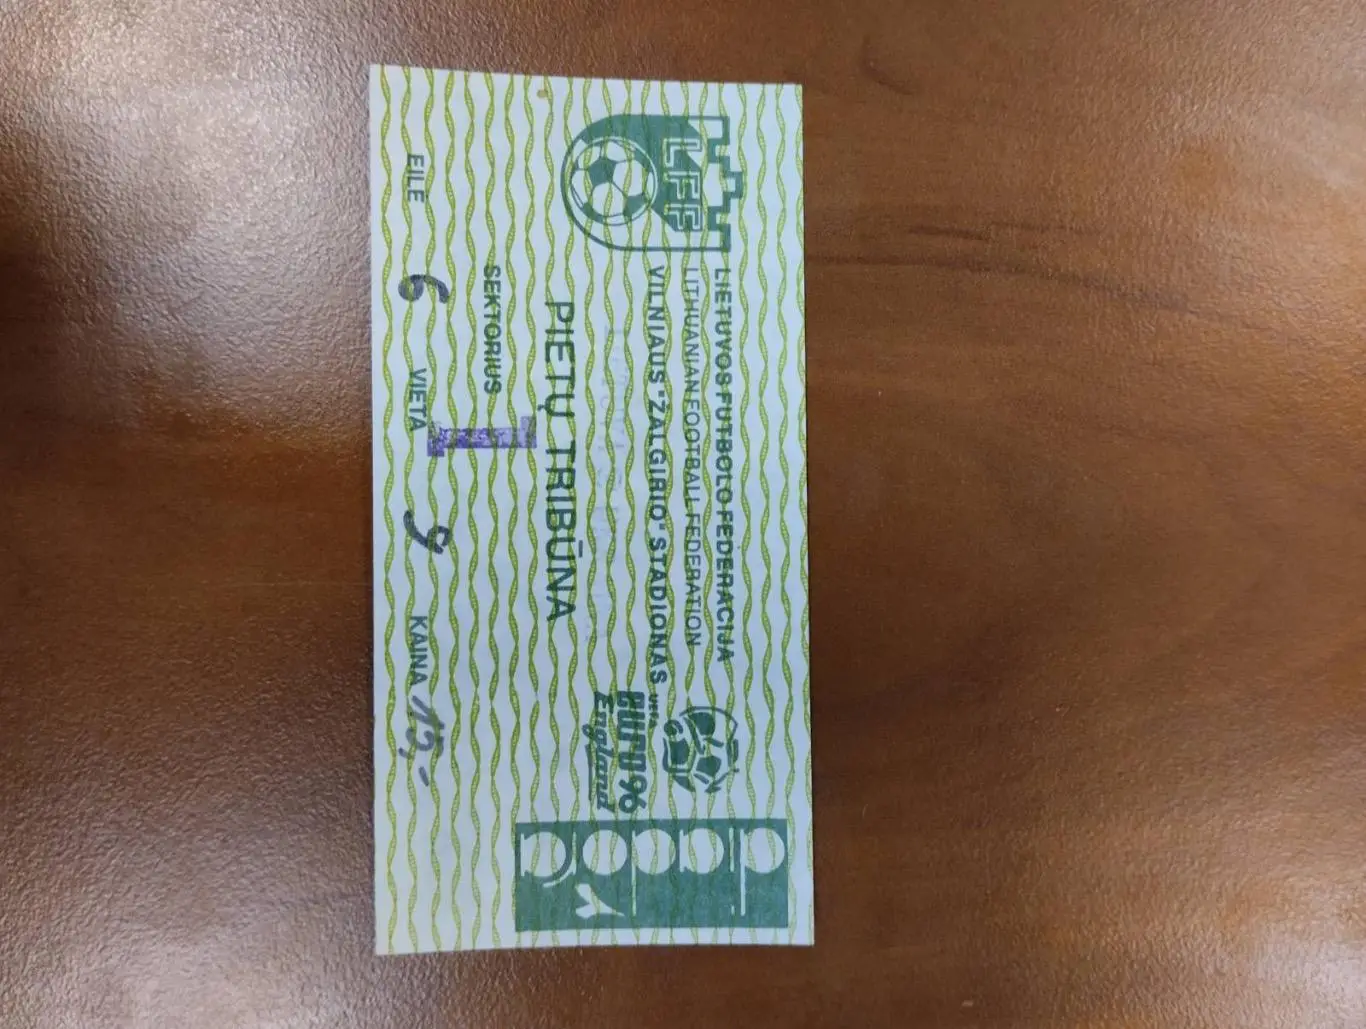 LFF
LIETUVOS FUTBOLO FEDERACIJA
LITHUANIAN FOOTBALL FEDERATION
VILNIAUS "ŽALGIRIO" STADIONAS
UEFA
EURO 96
England
PIETŲ TRIBŪNA
SEKTORIUS 1
EILĖ 6 VIETA 9 KAINA 15,-